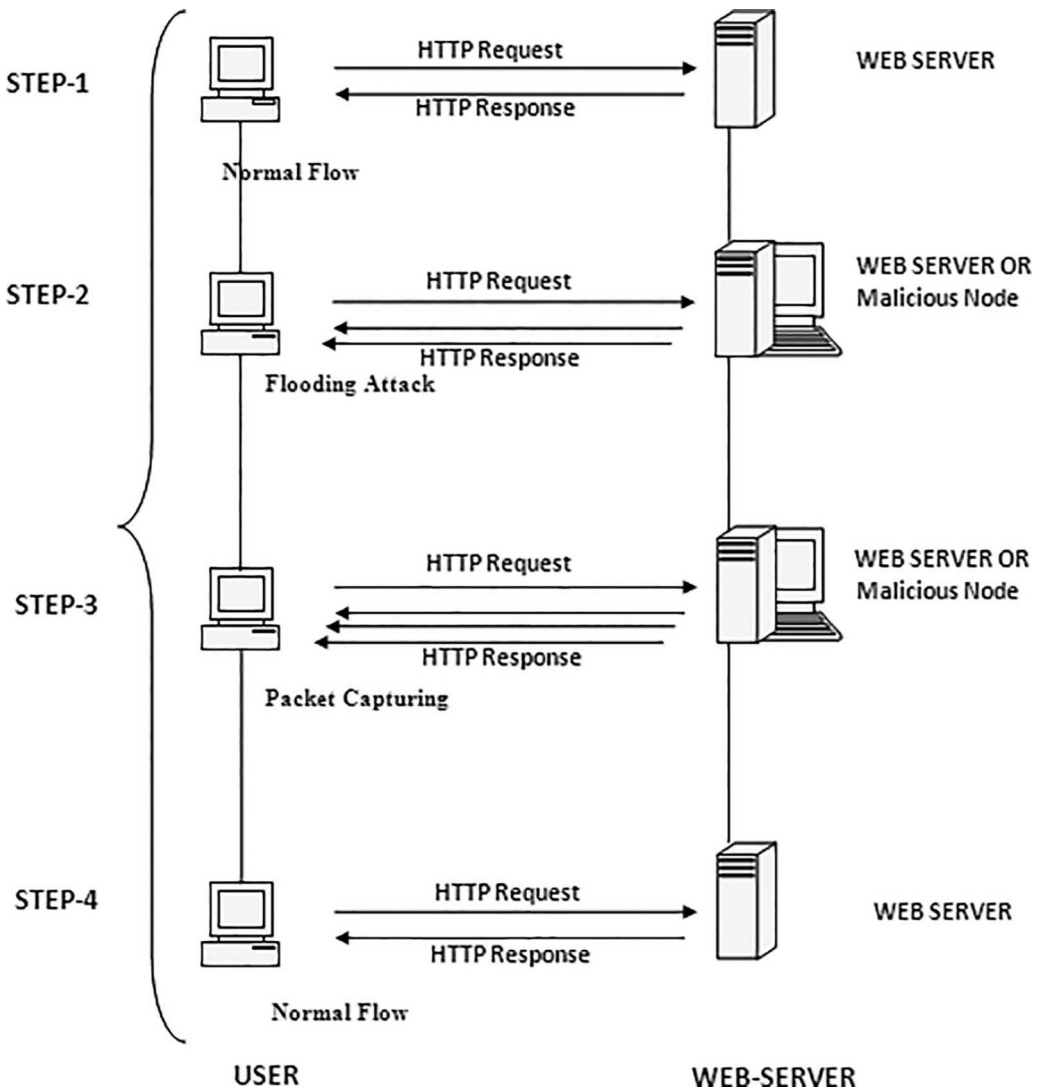 HTTP Request
WEB SERVER
STEP-1
HTTP Response
Normal Flow
WEB SERVER OR
HTTP Request
STEP-2
Malicious Node
HTTP Response
Flooding Attack
WEB SERVER OR
HTTP Request
Malicious Node
STEP-3
HTTP Response
Packet Capturing
HTTP Request
STEP-4
WEB SERVER
HTTP Response
Normal Flow
USER
WEB-SERVER